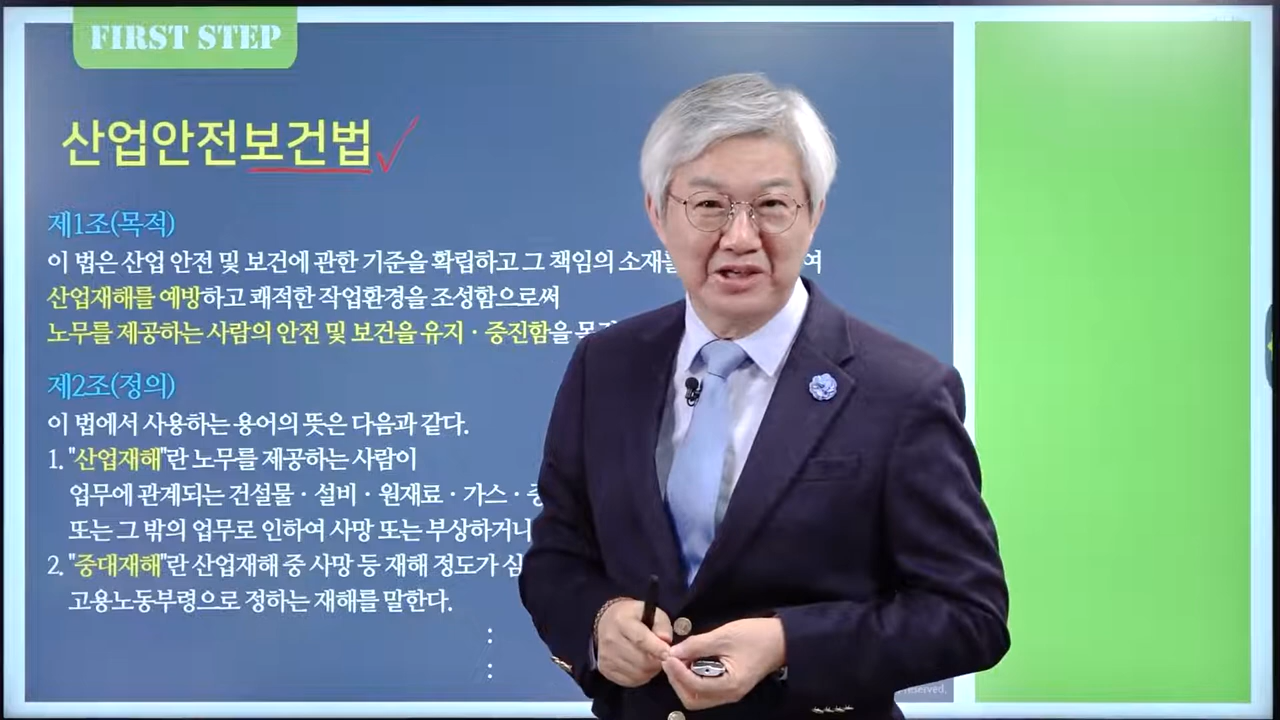 FIRST STEP
산업안전보건법
제1조(목적)
이 법은 산업 안전 및 보건에 관한 기준을 확립하고 그 책임의 소재를 여
산업재해를 예방하고 쾌적한 작업환경을 조성함으로써
노무를 제공하는 사람의 안전 및 보건을 유지 · 증진함을 목
제2조(정의)
이 법에서 사용하는 용어의 뜻은 다음과 같다.
1. "산업재해"란 노무를 제공하는 사람이
업무에 관계되는 건설물 · 설비 · 원재료 · 가스 ·
또는 그 밖의 업무로 인하여 사망 또는 부상하거나
2. "중대재해"란 산업재해 중 사망 등 재해 정도가 심
고용노동부령으로 정하는 재해를 말한다.
:
:
reserved.